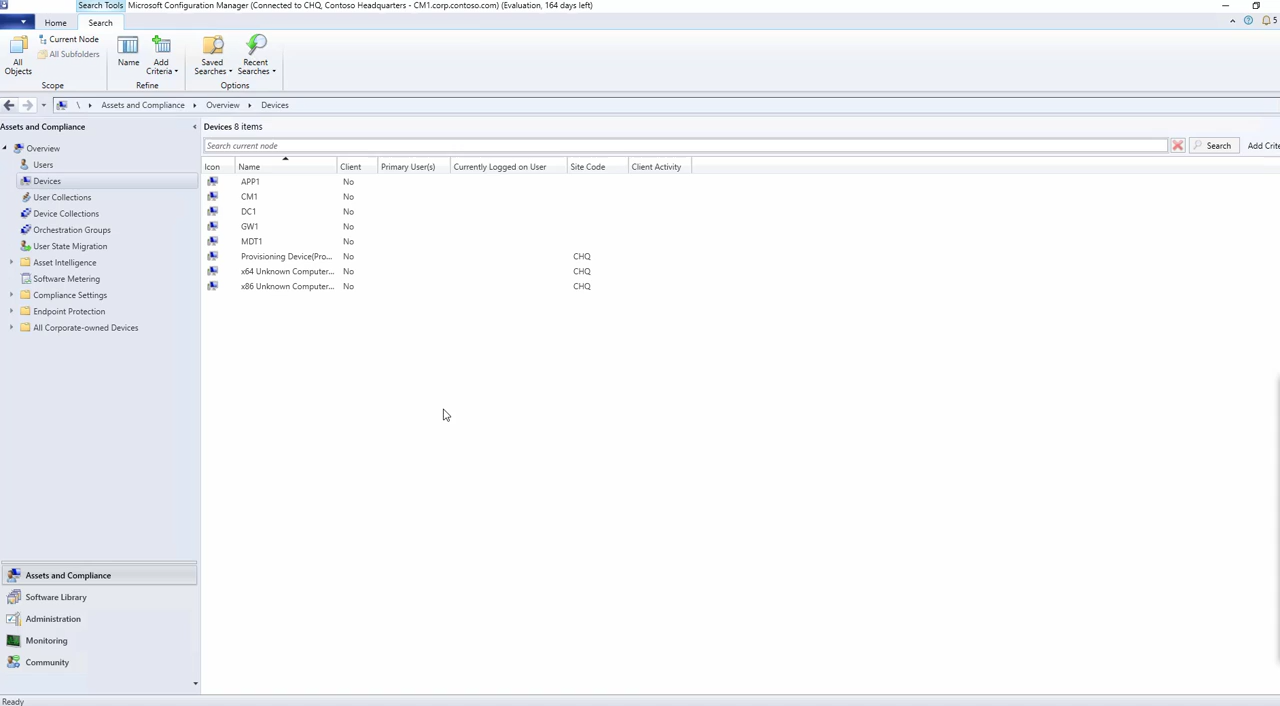 Search Tools Microsoft Configuration Manager (Connected to CHQ, Contoso Headquarters - CM1.corp.contoso.com) (Evaluation, 164 days left)
Home Search
5
All Objects
Current Node
All Subfolders
Scope
Name
Add Criteria
Refine
Saved Searches
Recent Searches
Options
\ Assets and Compliance Overview Devices
Assets and Compliance
Overview
Users
Devices
User Collections
Device Collections
Orchestration Groups
User State Migration
Asset Intelligence
Software Metering
Compliance Settings
Endpoint Protection
All Corporate-owned Devices
Assets and Compliance
Software Library
Administration
Monitoring
Community
Devices 8 items
Search current node Search Add Crite
Icon Name Client Primary User(s) Currently Logged on User Site Code Client Activity
APP1 No
CM1 No
DC1 No
GW1 No
MDT1 No
Provisioning Device(Pro... No CHQ
x64 Unknown Computer... No CHQ
x86 Unknown Computer... No CHQ
Ready